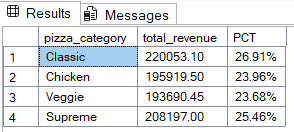 Results Messages
pizza_category total_revenue PCT
1 Classic 220053.10 26.91%
2 Chicken 195919.50 23.96%
3 Veggie 193690.45 23.68%
4 Supreme 208197.00 25.46%